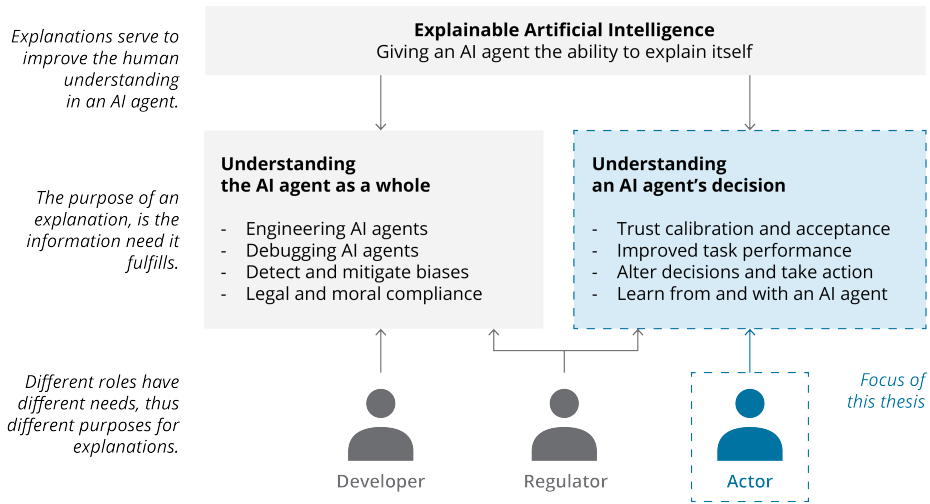 Explanations serve to
improve the human
understanding
in an AI agent.
Explainable Artificial Intelligence
Giving an AI agent the ability to explain itself
The purpose of an
explanation, is the
information need it
fulfills.
Understanding
the AI agent as a whole
- Engineering AI agents
- Debugging AI agents
- Detect and mitigate biases
- Legal and moral compliance
Understanding
an AI agent’s decision
- Trust calibration and acceptance
- Improved task performance
- Alter decisions and take action
- Learn from and with an AI agent
Different roles have
different needs, thus
different purposes for
explanations.
Developer
Regulator
Actor
Focus of
this thesis